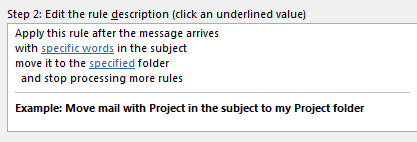 Step 2: Edit the rule description (click an underlined value)
Apply this rule after the message arrives
with specific words in the subject
move it to the specified folder
and stop processing more rules
Example: Move mail with Project in the subject to my Project folder